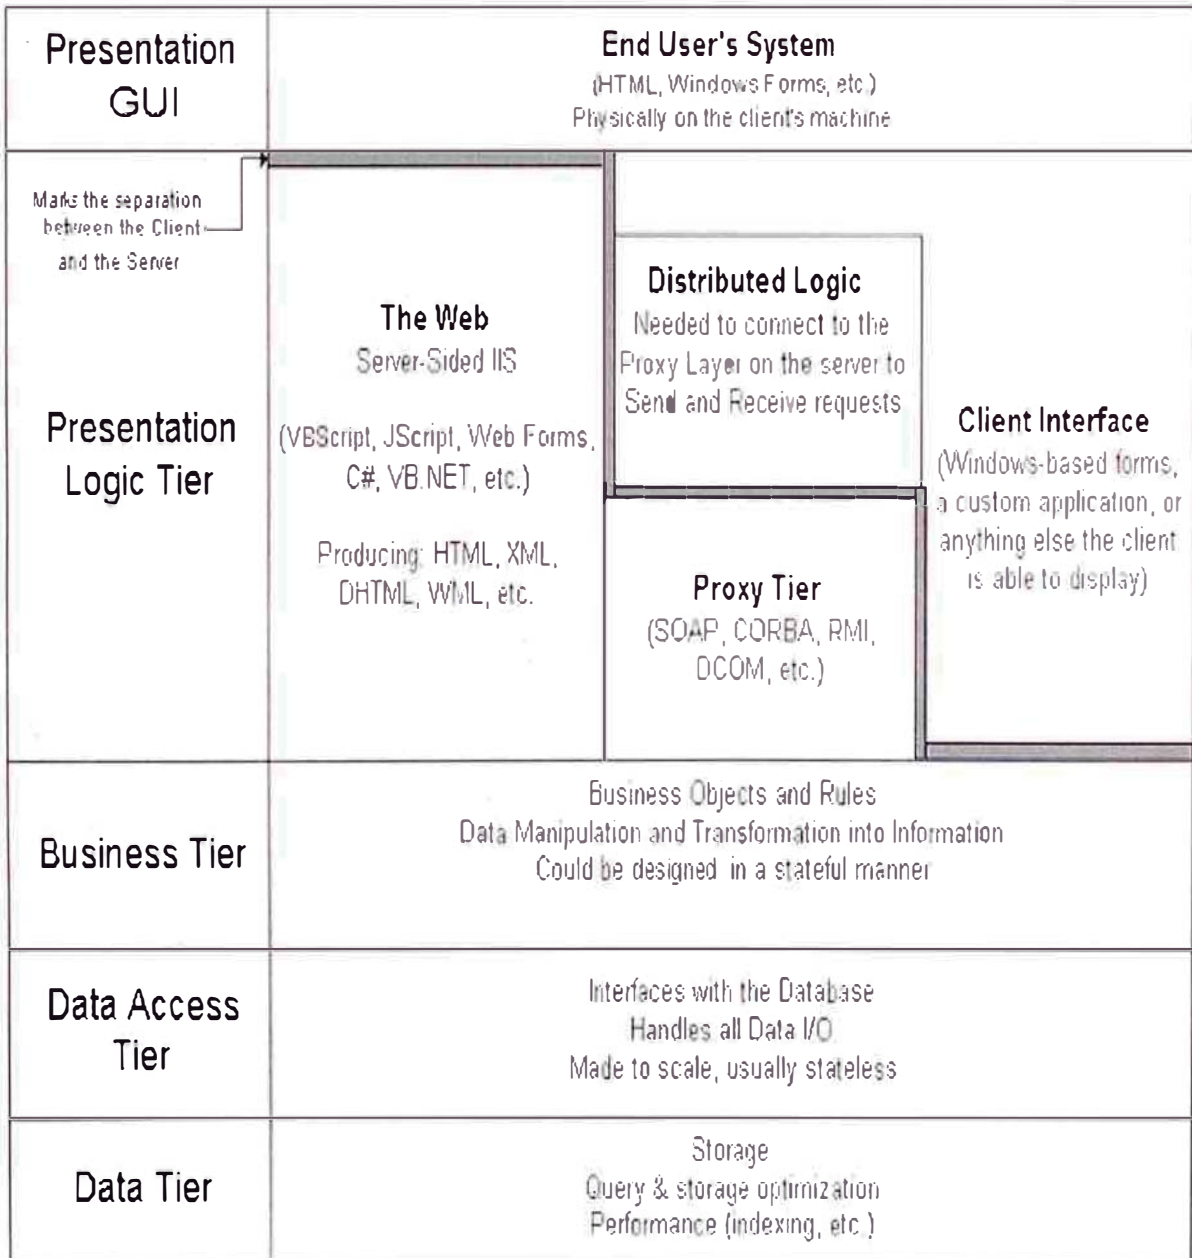 Presentation
GUI
End User's System
(HTML, Windows Forms, etc.)
Physically on the client's machine
Marks the separation
between the Client
and the Server
Presentation
Logic Tier
The Web
Server-Sided IIS
(VBScript, JScript, Web Forms,
C#, VB.NET, etc.)
Producing: HTML, XML,
DHTML, WML, etc.
Distributed Logic
Needed to connect to the
Proxy Layer on the server to
Send and Receive requests
Proxy Tier
(SOAP, CORBA, RMI,
DCOM, etc.)
Client Interface
(Windows-based forms,
a custom application, or
anything else the client
is able to display)
Business Tier
Business Objects and Rules
Data Manipulation and Transformation into Information
Could be designed in a stateful manner
Data Access
Tier
Interfaces with the Database
Handles all Data I/O
Made to scale, usually stateless
Data Tier
Storage
Query & storage optimization
Performance (indexing, etc.)